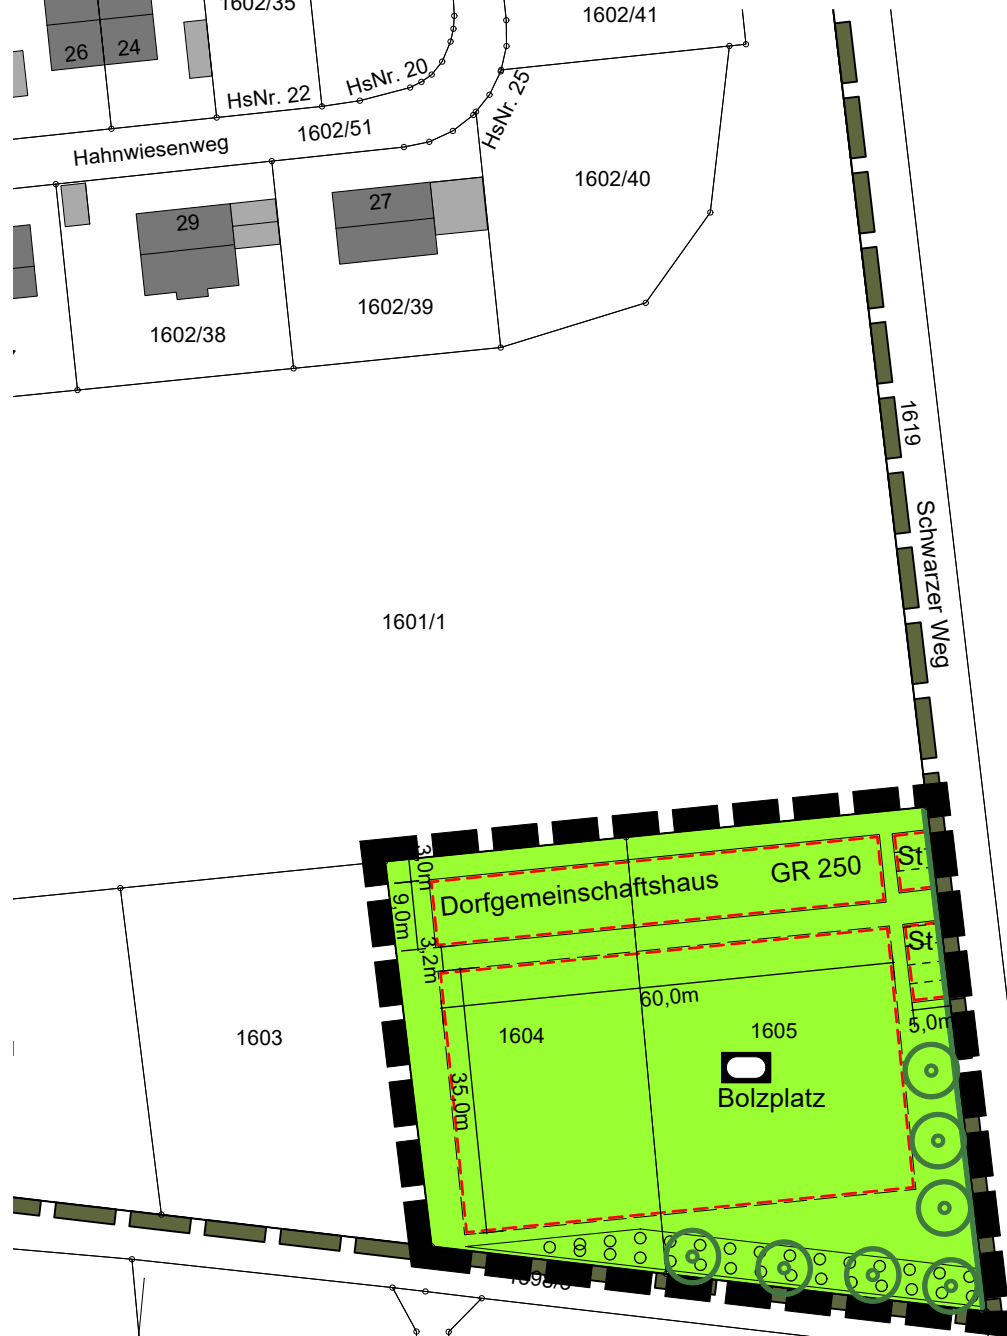 1602/35
1602/41
26
24
HsNr. 22
HsNr. 20
HsNr. 25
1602/51
Hahnwiesenweg
1602/40
29
27
1602/38
1602/39
1619
Schwarzer Weg
1601/1
3,0m
9,0m
3,2m
Dorfgemeinschaftshaus
GR 250
St
St
60,0m
5,0m
1603
1604
1605
35,0m
Bolzplatz